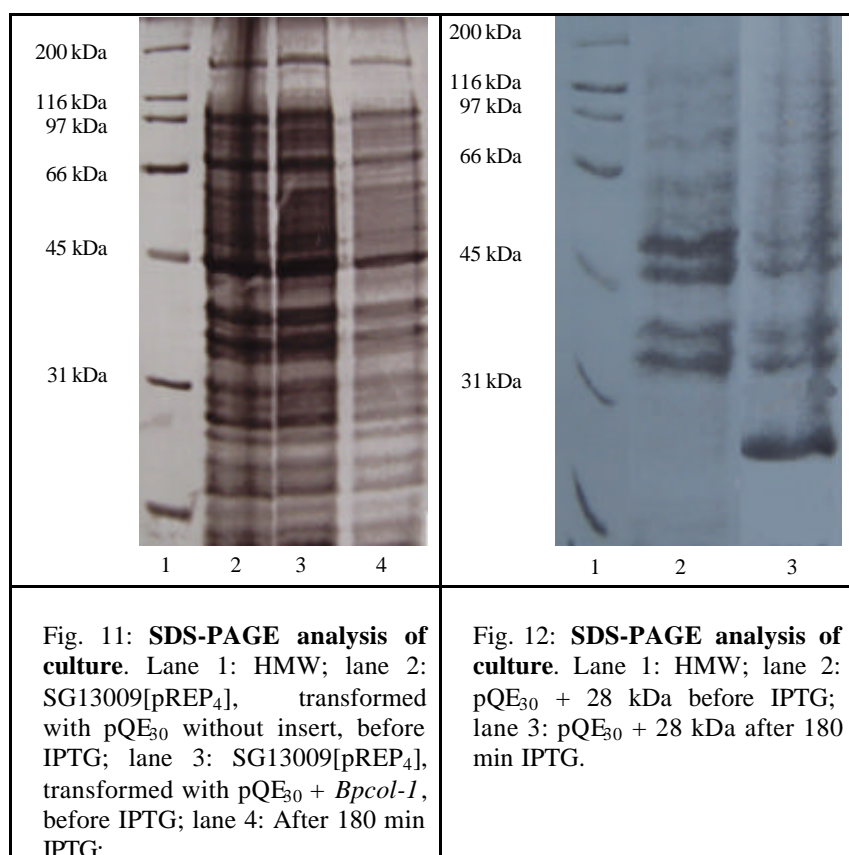 200 kDa
116 kDa
97 kDa
66 kDa
45 kDa
31 kDa
1 2 3 4
200 kDa
116 kDa
97 kDa
66 kDa
45 kDa
31 kDa
1 2 3
Fig. 11: SDS-PAGE analysis of
culture. Lane 1: HMW; lane 2:
SG13009[pREP4], transformed
with pQE30 without insert, before
IPTG; lane 3: SG13009[pREP4],
transformed with pQE30 + Bpcol-1,
before IPTG; lane 4: After 180 min
IPTG;
Fig. 12: SDS-PAGE analysis of
culture. Lane 1: HMW; lane 2:
pQE30 + 28 kDa before IPTG;
lane 3: pQE30 + 28 kDa after 180
min IPTG.